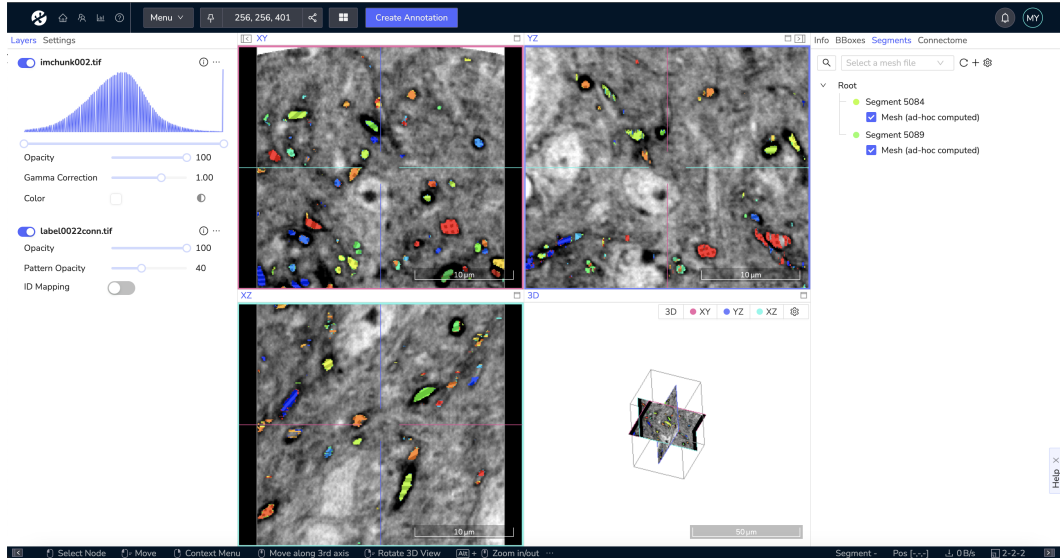 Menu
256, 256, 401
Create Annotation
MY
Layers Settings
imchunk002.tif
Opacity 100
Gamma Correction 1.00
Color
label0022conn.tif
Opacity 100
Pattern Opacity 40
ID Mapping
XY
10 µm
YZ
10 µm
XZ
10 µm
3D
3D XY YZ XZ
50 µm
Info BBoxes Segments Connectome
Select a mesh file
Root
Segment 5084
Mesh (ad-hoc computed)
Segment 5089
Mesh (ad-hoc computed)
Help X
Select Node Move Context Menu Move along 3rd axis Rotate 3D View Alt + Zoom in/out ··· Segment - Pos [-,-,-] 0 B/s 2-2-2